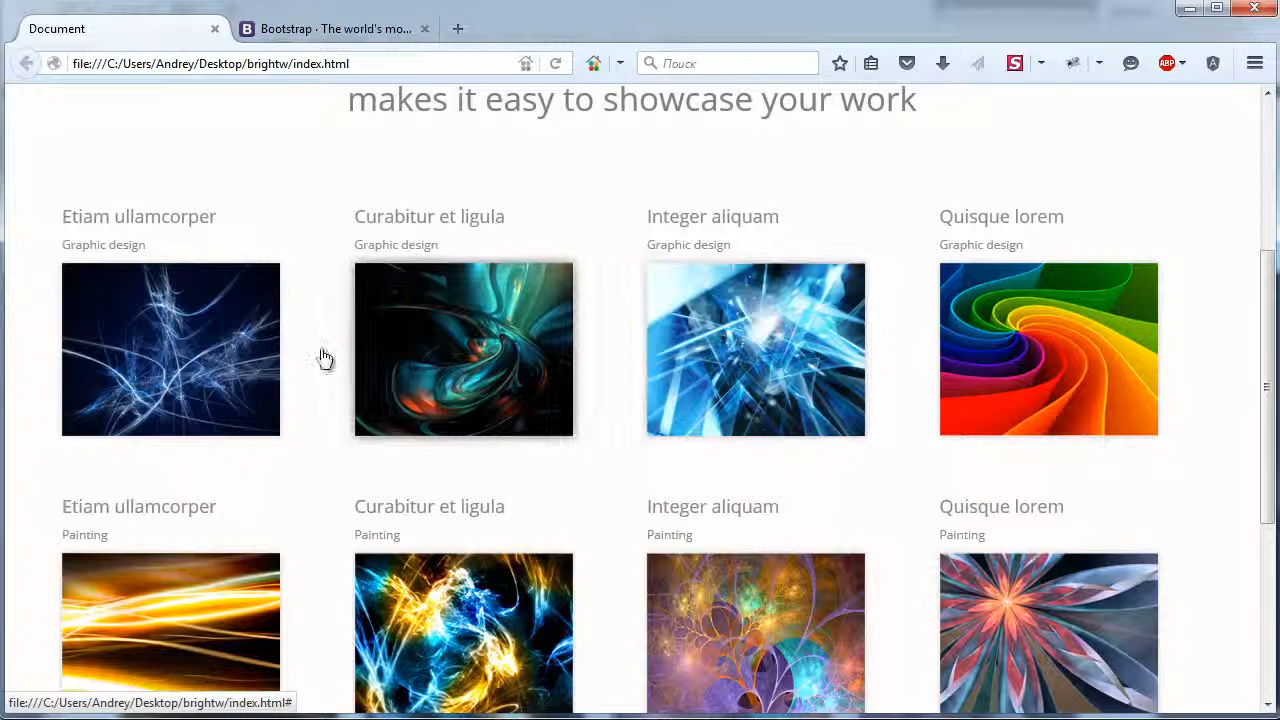 Document
Bootstrap · The world's mo...
file:///C:/Users/Andrey/Desktop/brightw/index.html
Поиск
S
ABP
A
makes it easy to showcase your work
Etiam ullamcorper
Curabitur et ligula
Integer aliquam
Quisque lorem
Graphic design
Graphic design
Graphic design
Graphic design
Etiam ullamcorper
Curabitur et ligula
Integer aliquam
Quisque lorem
Painting
Painting
Painting
Painting
file:///C:/Users/Andrey/Desktop/brightw/index.html#